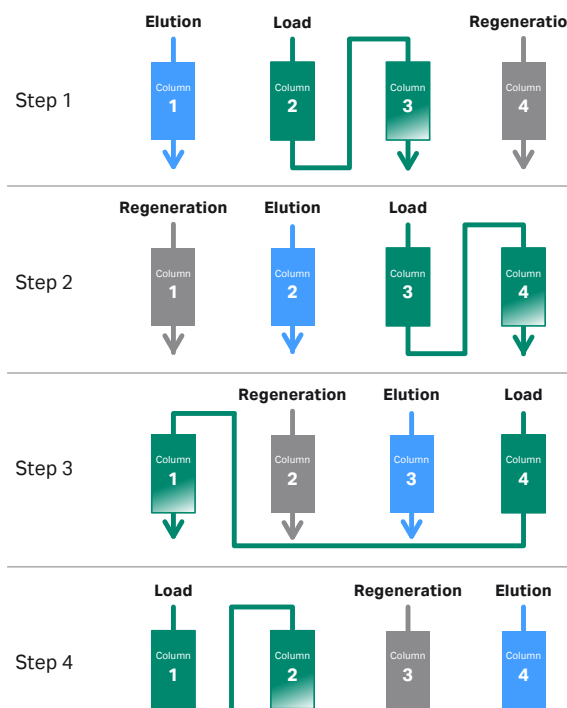 Elution Load Regeneratio
Step 1
Column Column Column Column
1 2 3 4
Regeneration Elution Load
Step 2
Column Column Column Column
1 2 3 4
Regeneration Elution Load
Step 3
Column Column Column Column
1 2 3 4
Load Regeneration Elution
Step 4
Column Column Column Column
1 2 3 4